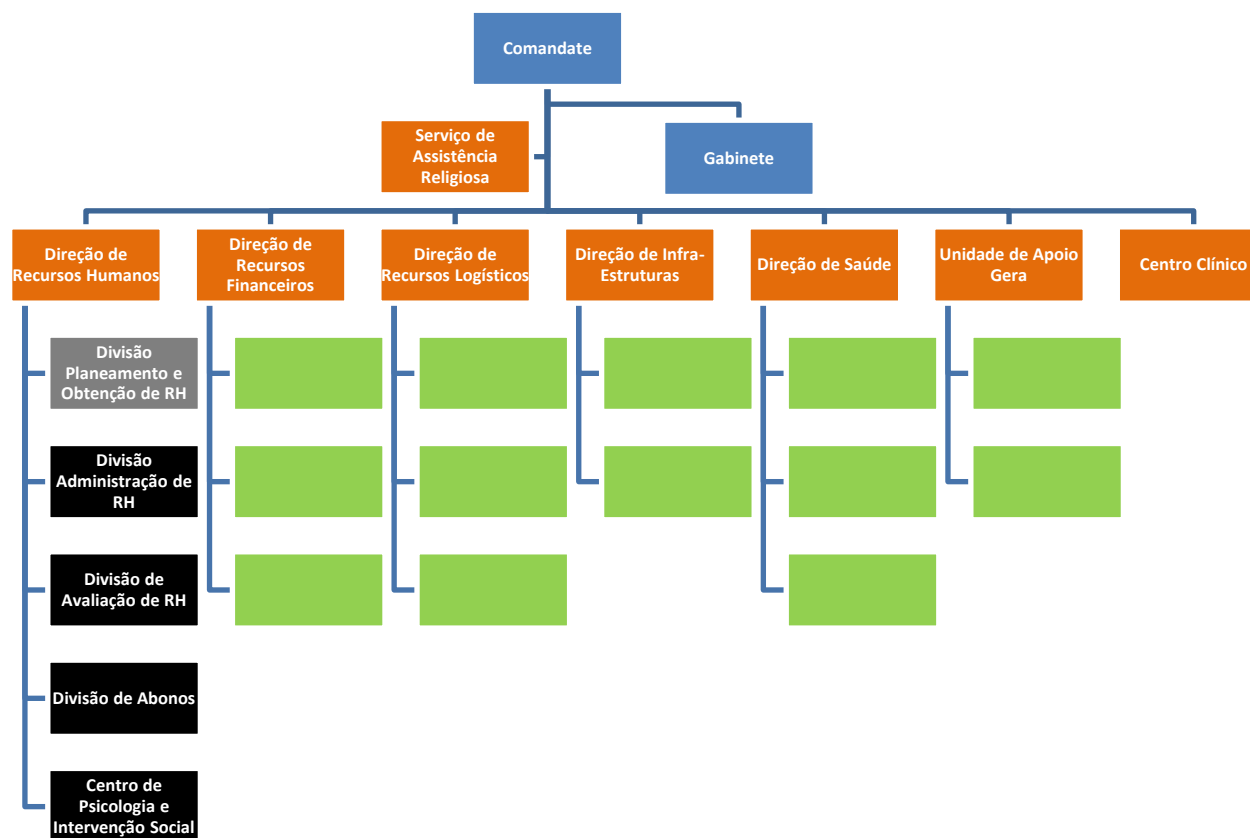 Comandate
Serviço de
Assistência
Religiosa
Gabinete
Direção de
Recursos Humanos
Direção de
Recursos
Financeiros
Direção de
Recursos Logísticos
Direção de Infra-
Estruturas
Direção de Saúde
Unidade de Apoio
Gera
Centro Clínico
Divisão
Planeamento e
Obtenção de RH
Divisão
Administração de
RH
Divisão de
Avaliação de RH
Divisão de Abonos
Centro de
Psicologia e
Intervenção Social